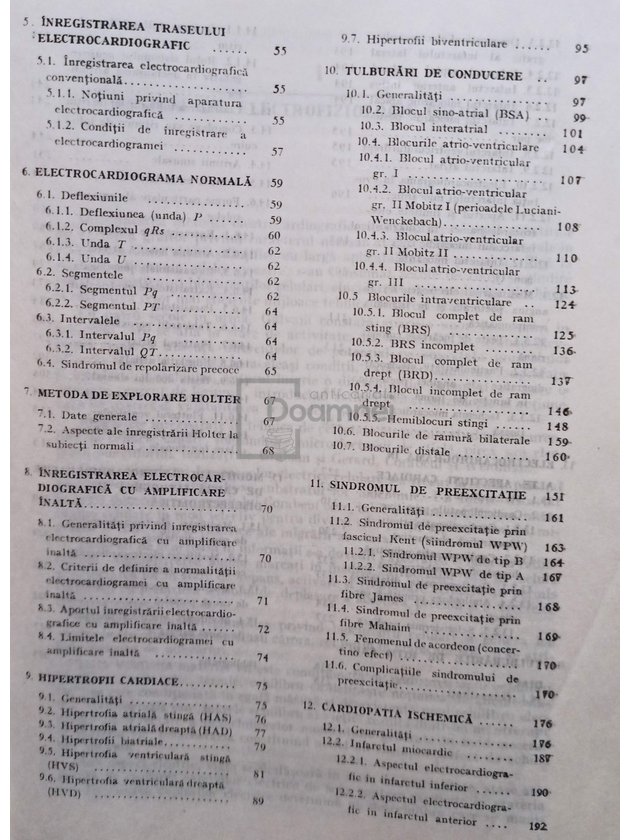 5. ÎNREGISTRAREA TRASEULUI
ELECTROCARDIOGRAFIC ...... 55
5.1. Înregistrarea electrocardiografică
convențională................ 55
5.1.1. Noțiuni privind aparatura
electrocardiografică ........ 55
5.1.2. Condiții de înregistrare a
electrocardiogramei ........ 57
6. ELECTROCARDIOGRAMA NORMALĂ 59
6.1. Deflexiunile ................ 59
6.1.1. Deflexiunea (unda) P ...... 59
6.1.2. Complexul qRs ........... 60
6.1.3. Unda T ................. 62
6.1.4. Unda U ................. 62
6.2. Segmentele ................. 62
6.2.1. Segmentul Pq ........... 62
6.2.2. Segmentul PT ........... 64
6.3. Intervalele ................. 64
6.3.1. Intervalul Pq ........... 64
6.3.2. Intervalul QT........... 64
6.4. Sindromul de repolarizare precoce 65
7. METODA DE EXPLORARE HOLTER 67
7.1. Date generale ............... 67
7.2. Aspecte ale înregistrării Holter la
subiecți normali .............. 68
8. ÎNREGISTRAREA ELECTROCAR-
DIOGRAFICĂ CU AMPLIFICARE
ÎNALTĂ......................... 70
8.1. Generalități privind înregistrarea
electrocardiografică cu amplificare
înaltă ........................ 70
8.2. Criterii de definire a normalității
electrocardiogramei cu amplificare
înaltă ........................ 71
8.3. Aportul înregistrării electrocardio-
grafice cu amplificare înaltă ...... 72
8.4. Limitele electrocardiogramei cu
amplificare înaltă ............. 74
9. HIPERTROFII CARDIACE.......... 75
9.1. Generalități ................. 75
9.2. Hipertrofia atrială stingă (HAS) 76
9.3. Hipertrofia atrială dreaptă (HAD) 77
9.4. Hipertrofii biatriale............ 79
9.5. Hipertrofia ventriculară stingă
(HVS) ....................... 81
9.6. Hipertrofia ventriculară dreaptă
(HVD) ....................... 89
9.7. Hipertrofii biventriculare ...... 95
10. TULBURĂRI DE CONDUCERE .. 97
10.1. Generalități ............... 97
10.2. Blocul sino-atrial (BSA) .. 99
10.3. Blocul interatrial ........ 101
10.4. Blocurile atrio-ventriculare 104
10.4.1. Blocul atrio-ventricular
gr. I .................... 107
10.4.2. Blocul atrio-ventricular
gr. II Mobitz I (perioadele Luciani-
Wenckebach)............... 108
10.4.3. Blocul atrio-ventricular
gr. II Mobitz II ............ 110
10.4.4. Blocul atrio-ventricular
gr. III .................. 113
10.5 Blocurile intraventriculare .. 124
10.5.1. Blocul complet de ram
sting (BRS) ............... 125
10.5.2. BRS incomplet ........ 136
10.5.3. Blocul complet de ram
drept (BRD) .............. 137
10.5.4. Blocul incomplet de ram
drept .................... 146
10.5.5. Hemiblocuri stingi ...... 148
10.6. Blocurile de ramură bilaterale 159
10.7. Blocurile distale........... 160
11. SINDROMUL DE PREEXCITAȚIE 151
11.1. Generalități .............. 161
11.2. Sindromul de preexcitație prin
fascicul Kent (siindromul WPW) 163
11.2.1. Sindromul WPW de tip B 164
11.2.2. Sindromul WPW de tip A 167
11.3. Sindromul de preexcitație prin
fibre James ................ 168
11.4. Sindromul de preexcitație prin
fibre Mahaim .............. 169
11.5. Fenomenul de acordeon (concer-
tino efect) ................. 170
11.6. Complicațiile sindromului de
preexcitație................ 170
12. CARDIOPATIA ISCHEMICĂ ...... 176
12.1. Generalități ............. 176
12.2. Infarctul miocardic ........ 187
12.2.1. Aspectul electrocardiogra-
fic în infarctul inferior ...... 190
12.2.2. Aspectul electrocardiogra-
fic în infarctul anterior .... 192
anticariat
Doamnei